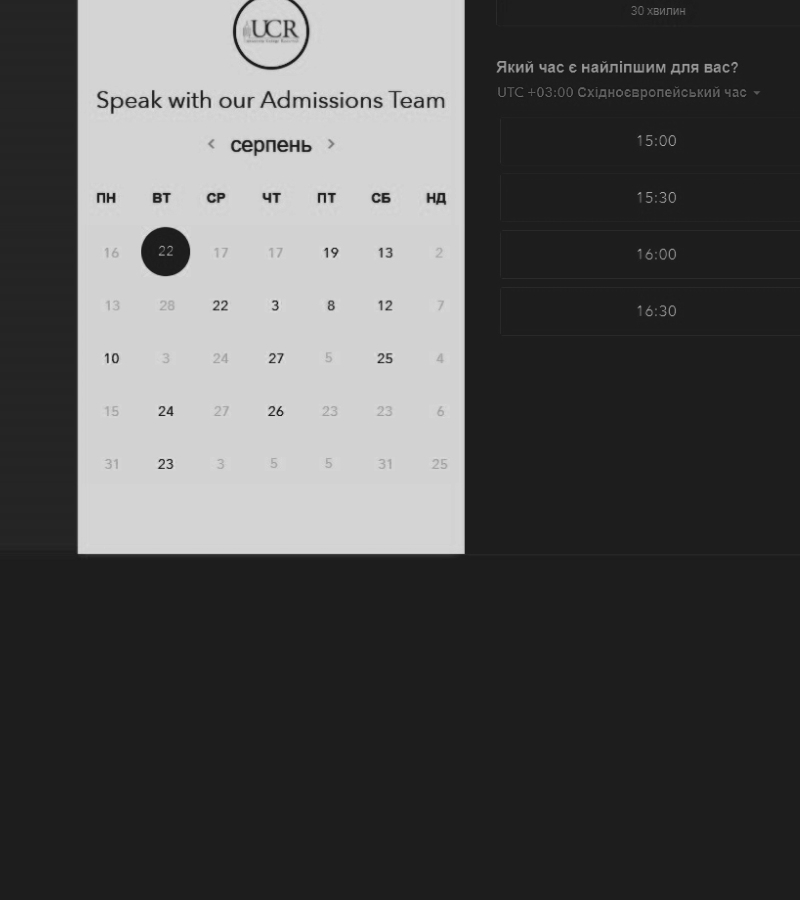 UCR
Speak with our Admissions Team
< серпень >
ПН ВТ СР ЧТ ПТ СБ НД
16 22 17 17 19 13 2
13 28 22 3 8 12 7
10 3 24 27 5 25 4
15 24 27 26 23 23 6
31 23 3 5 5 31 25
30 хвилин
Який час є найліпшим для вас?
UTC +03:00 Східноєвропейський час
15:00
15:30
16:00
16:30